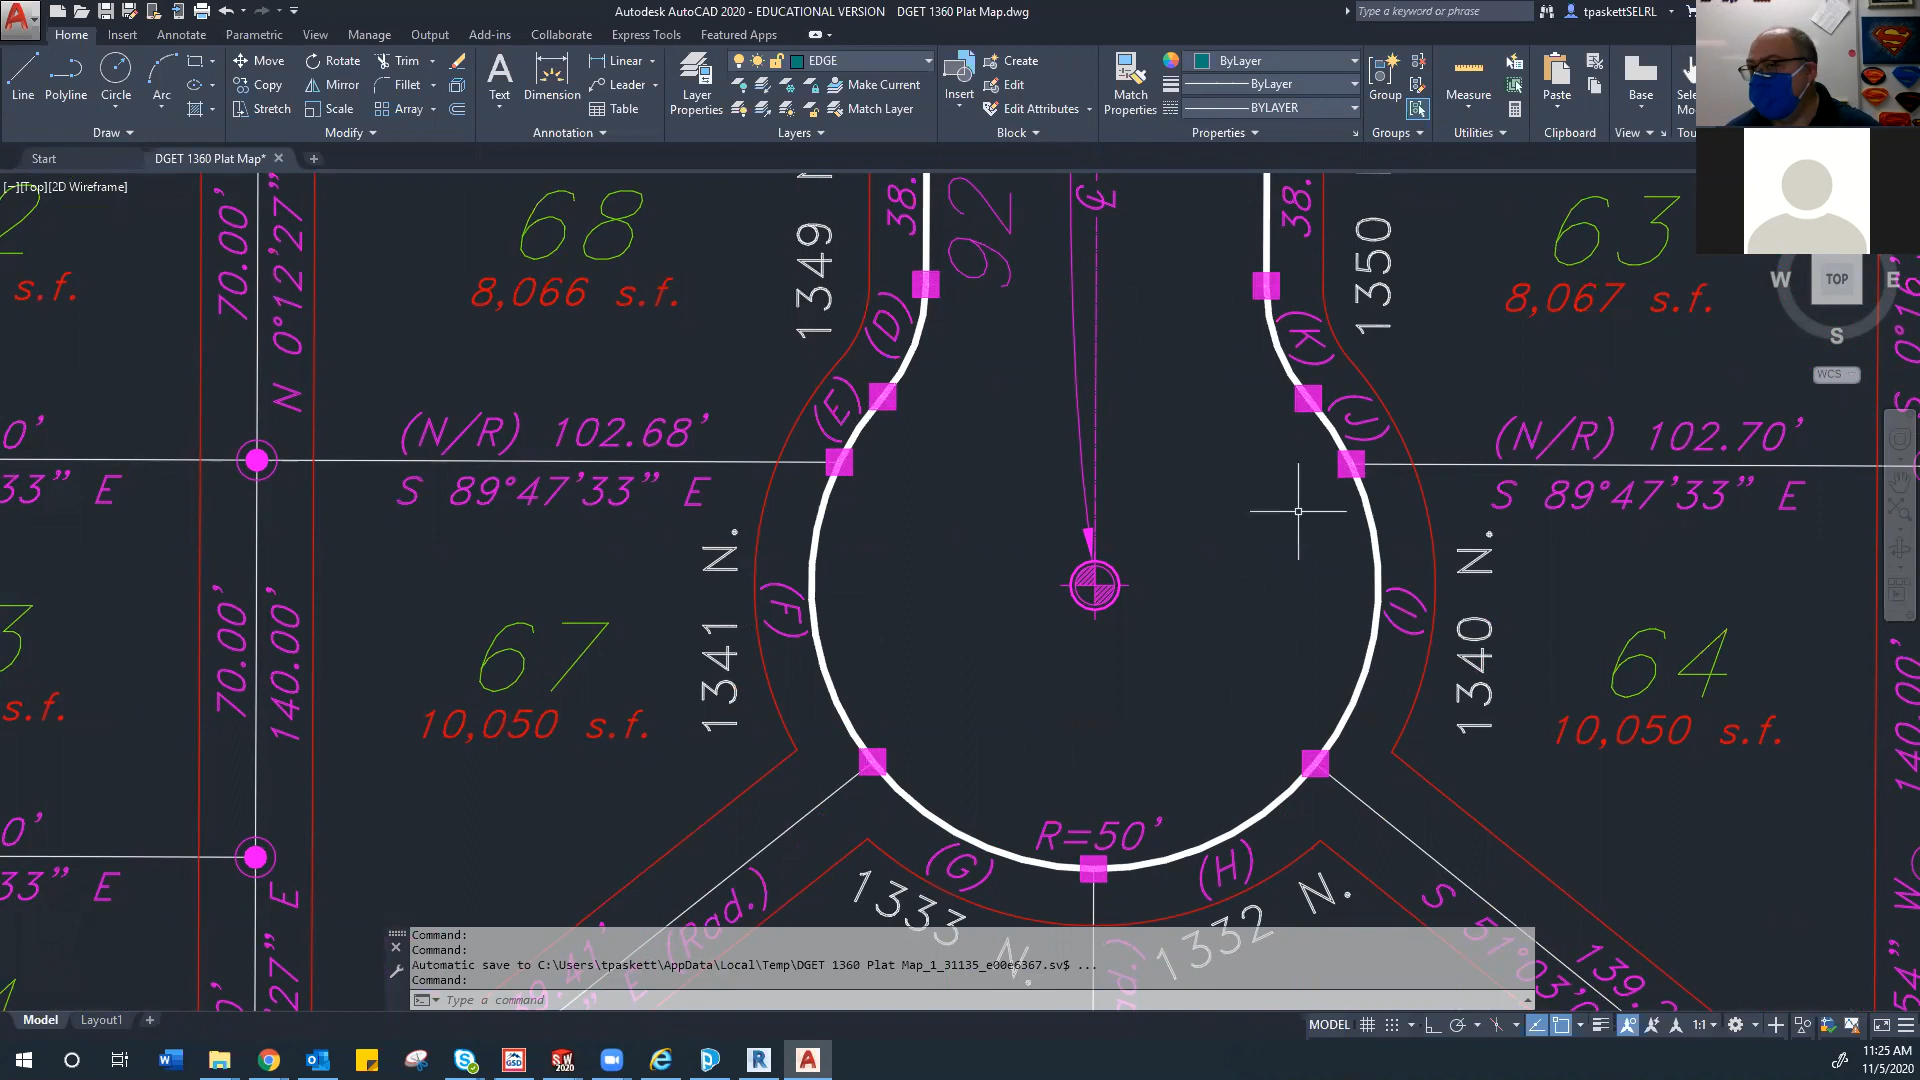 Autodesk AutoCAD 2020 - EDUCATIONAL VERSION DGET 1360 Plat Map.dwg
Type a keyword or phrase
tpaskettSELRL
Home Insert Annotate Parametric View Manage Output Add-ins Collaborate Express Tools Featured Apps
Line Polyline Circle Arc
Move Rotate Trim
Copy Mirror Fillet
Stretch Scale Array
Text Dimension
Linear
Leader
Table
Layer Properties
EDGE
Make Current
Match Layer
Insert
Create
Edit
Edit Attributes
Match Properties
ByLayer
ByLayer
BYLAYER
Group Measure Paste Base
Draw Modify Annotation Layers Block Properties Groups Utilities Clipboard View
Start DGET 1360 Plat Map*
[−][Top][2D Wireframe]
W TOP E
S
WCS
68
8,066 s.f.
63
8,067 s.f.
s.f.
70.00'
N 0°12'27"
1349
38.
92
38.
1350
(D)
(K)
(E)
(J)
(N/R) 102.68'
S 89°47'33" E
(N/R) 102.70'
S 89°47'33" E
33" E
1341 N.
(F)
(I)
1340 N.
70.00'
140.00'
67
10,050 s.f.
64
10,050 s.f.
s.f.
140.00'
R=50'
(G)
(H)
1333 N.
1332 N.
33" E
(Rad.)
Command:
Command:
Automatic save to C:\Users\tpaskett\AppData\Local\Temp\DGET 1360 Plat Map_1_31135_e00e6367.sv$ ...
Command:
Type a command
Model Layout1
MODEL 1:1
11:25 AM
11/5/2020